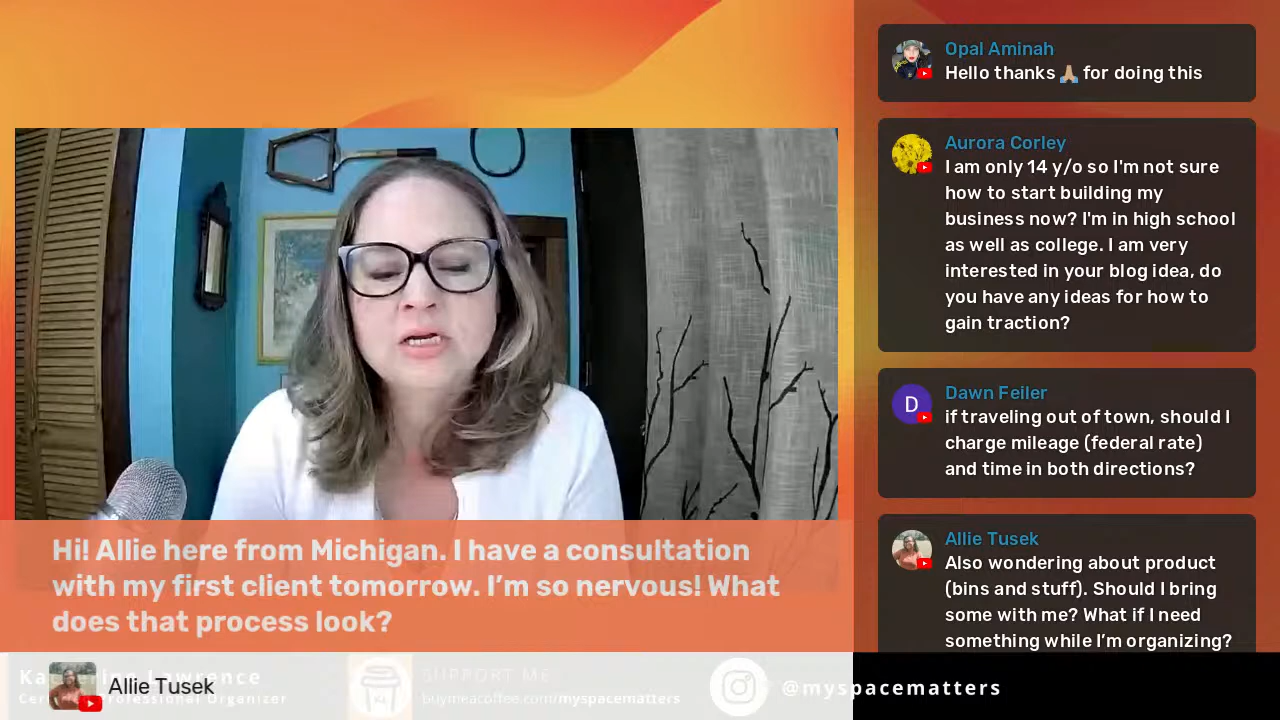 Opal Aminah
Hello thanks 🙏🏽 for doing this
Aurora Corley
I am only 14 y/o so I'm not sure
how to start building my
business now? I'm in high school
as well as college. I am very
interested in your blog idea, do
you have any ideas for how to
gain traction?
D
Dawn Feiler
if traveling out of town, should I
charge mileage (federal rate)
and time in both directions?
Allie Tusek
Also wondering about product
(bins and stuff). Should I bring
some with me? What if I need
something while I’m organizing?
Hi! Allie here from Michigan. I have a consultation
with my first client tomorrow. I’m so nervous! What
does that process look?
Allie Tusek
Lawrence
Professional Organizer
SUPPORT ME
buymeacoffee.com/myspacematters
@myspacematters